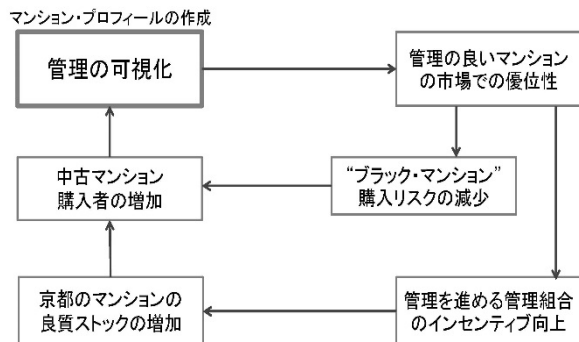 マンション・プロフィールの作成
管理の可視化
管理の良いマンション
の市場での優位性
中古マンション
購入者の増加
“ブラック・マンション”
購入リスクの減少
京都のマンションの
良質ストックの増加
管理を進める管理組合
のインセンティブ向上